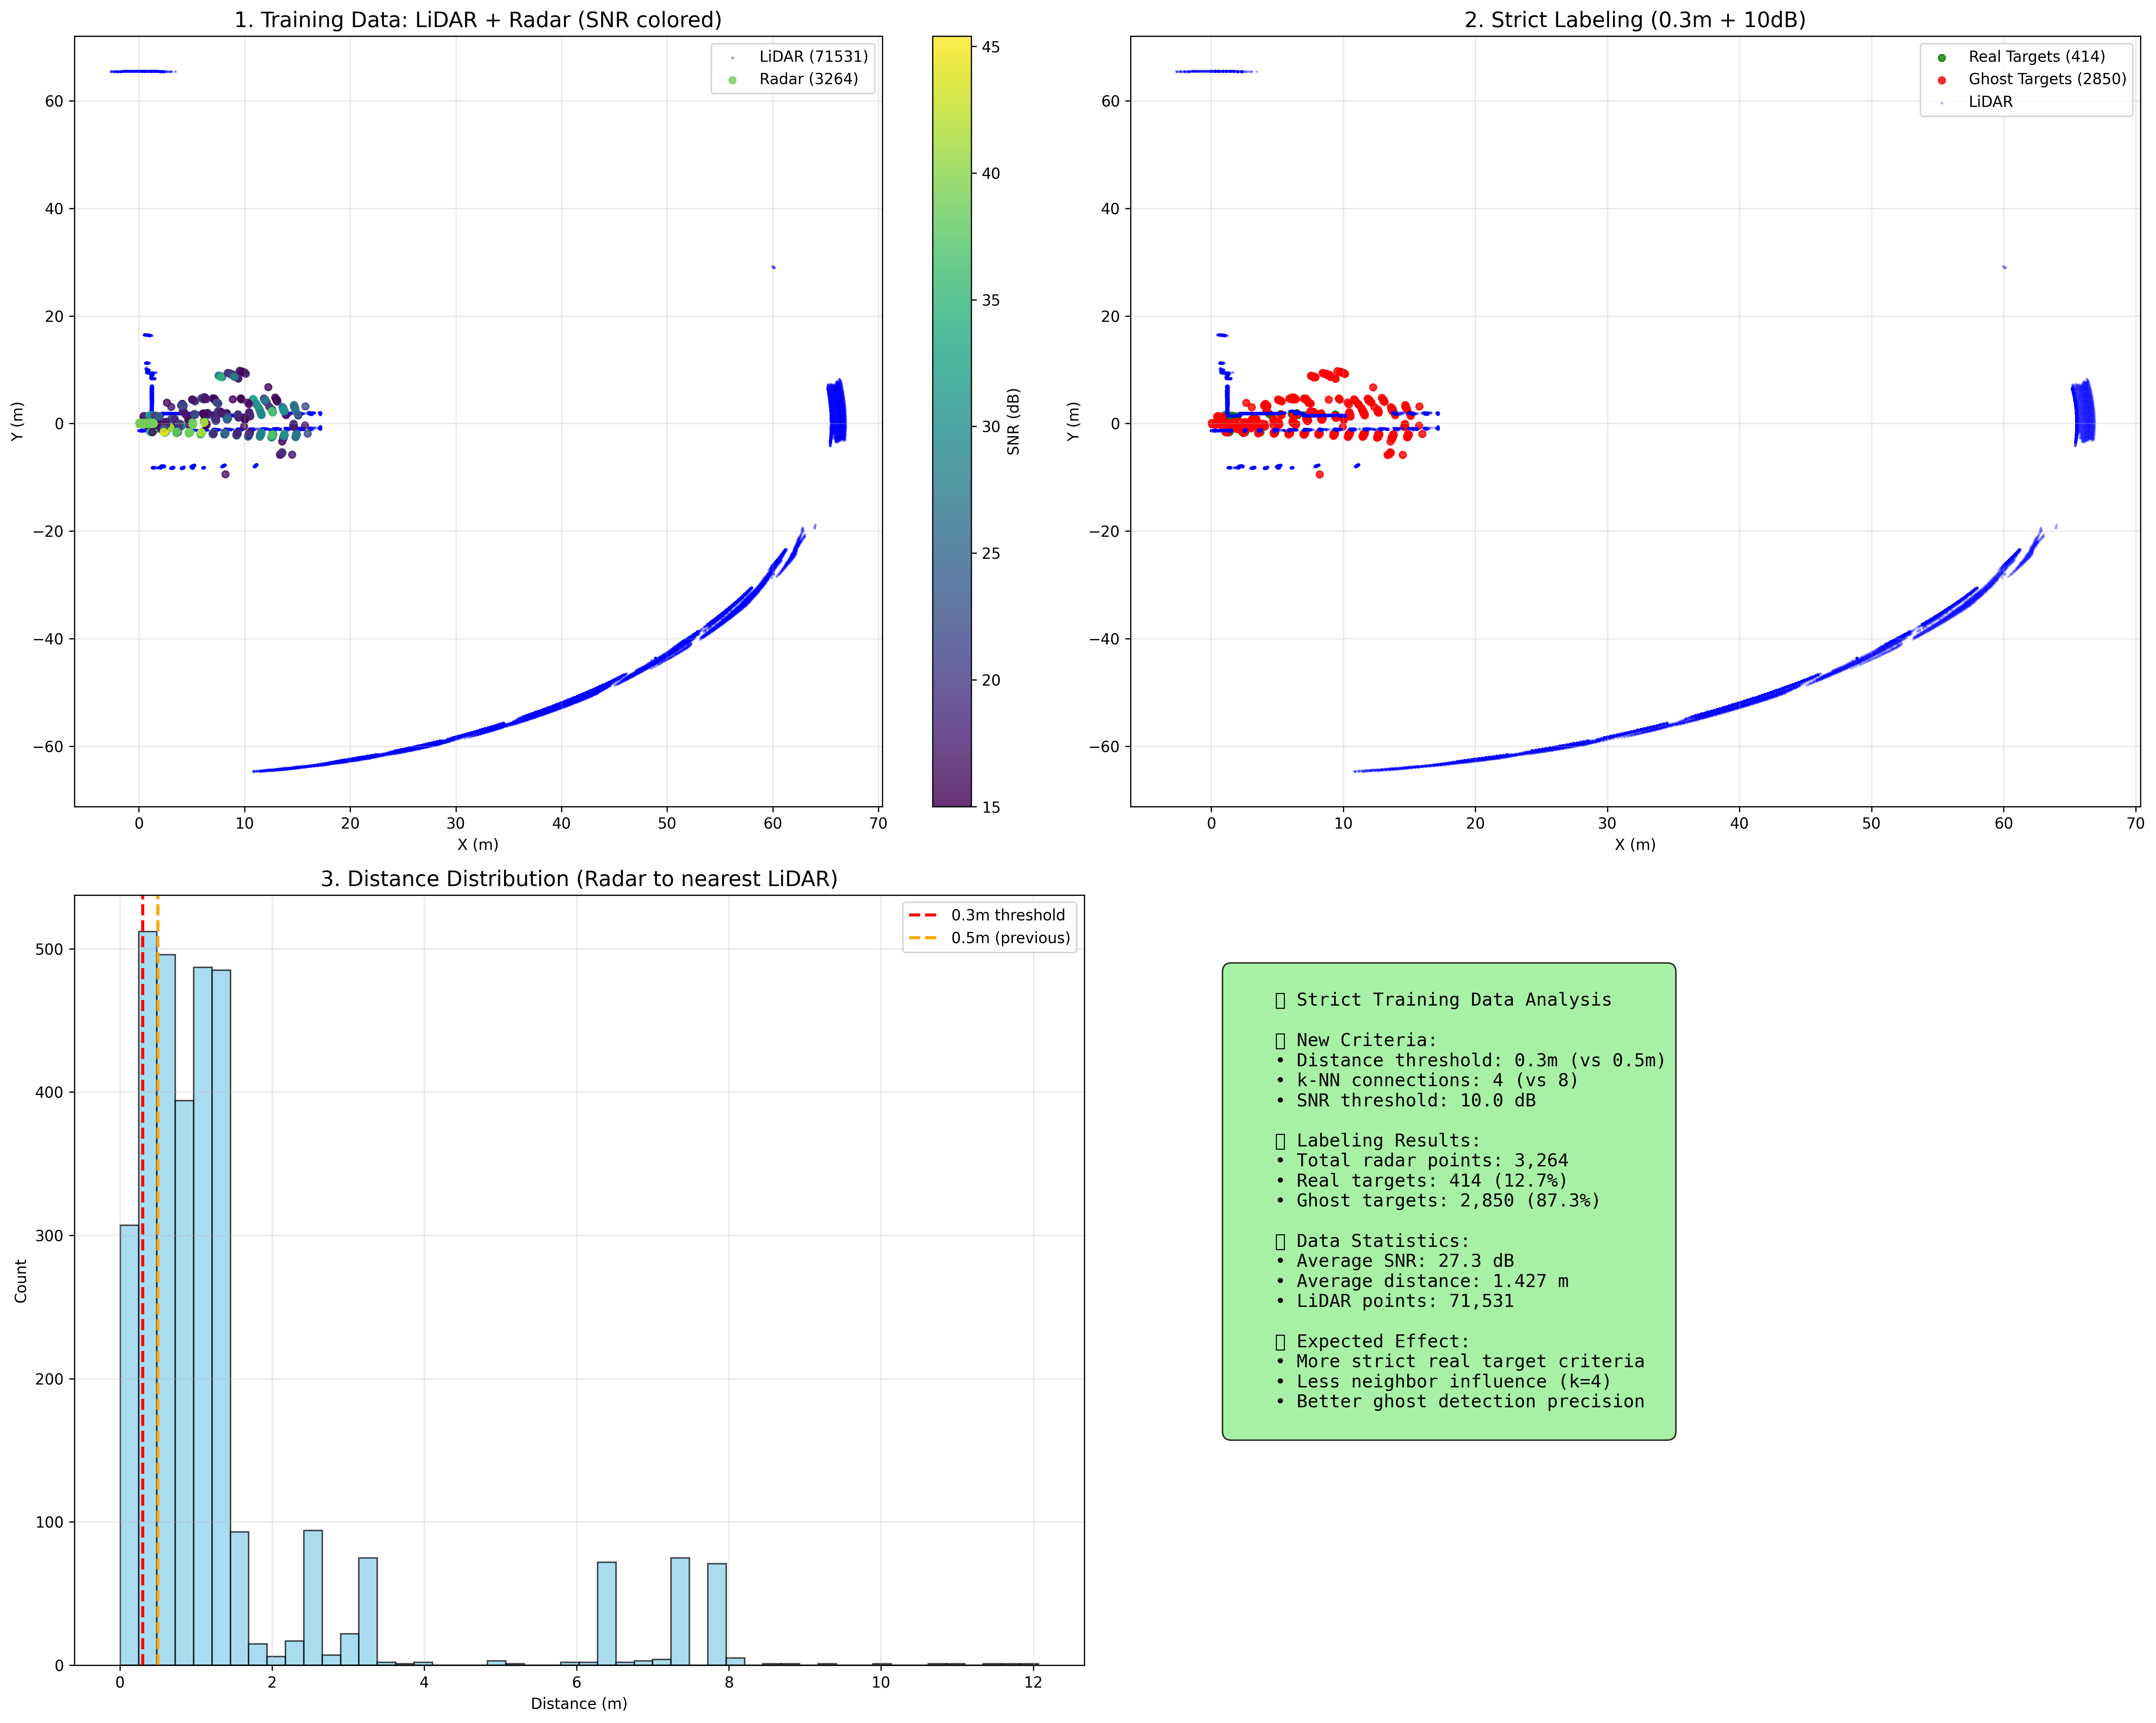 1. Training Data: LiDAR + Radar (SNR colored)
LiDAR (71531)
Radar (3264)
60
40
20
0
−20
−40
−60
Y (m)
0 10 20 30 40 50 60 70
X (m)
45
40
35
30
25
20
15
SNR (dB)
2. Strict Labeling (0.3m + 10dB)
Real Targets (414)
Ghost Targets (2850)
LiDAR
60
40
20
0
−20
−40
−60
Y (m)
0 10 20 30 40 50 60 70
X (m)
3. Distance Distribution (Radar to nearest LiDAR)
0.3m threshold
0.5m (previous)
500
400
300
200
100
0
Count
0 2 4 6 8 10 12
Distance (m)
Strict Training Data Analysis
New Criteria:
• Distance threshold: 0.3m (vs 0.5m)
• k-NN connections: 4 (vs 8)
• SNR threshold: 10.0 dB
Labeling Results:
• Total radar points: 3,264
• Real targets: 414 (12.7%)
• Ghost targets: 2,850 (87.3%)
Data Statistics:
• Average SNR: 27.3 dB
• Average distance: 1.427 m
• LiDAR points: 71,531
Expected Effect:
• More strict real target criteria
• Less neighbor influence (k=4)
• Better ghost detection precision